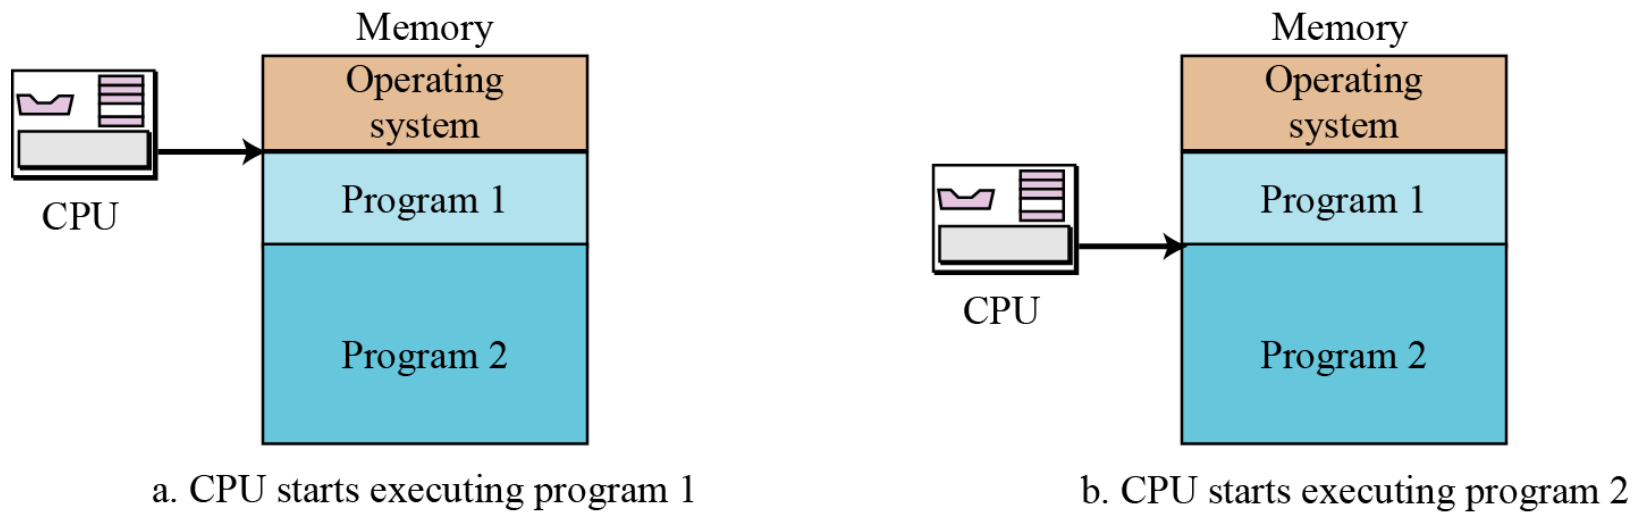 Memory
Operating
system
Program 1
Program 2
CPU
a. CPU starts executing program 1
Memory
Operating
system
Program 1
Program 2
CPU
b. CPU starts executing program 2